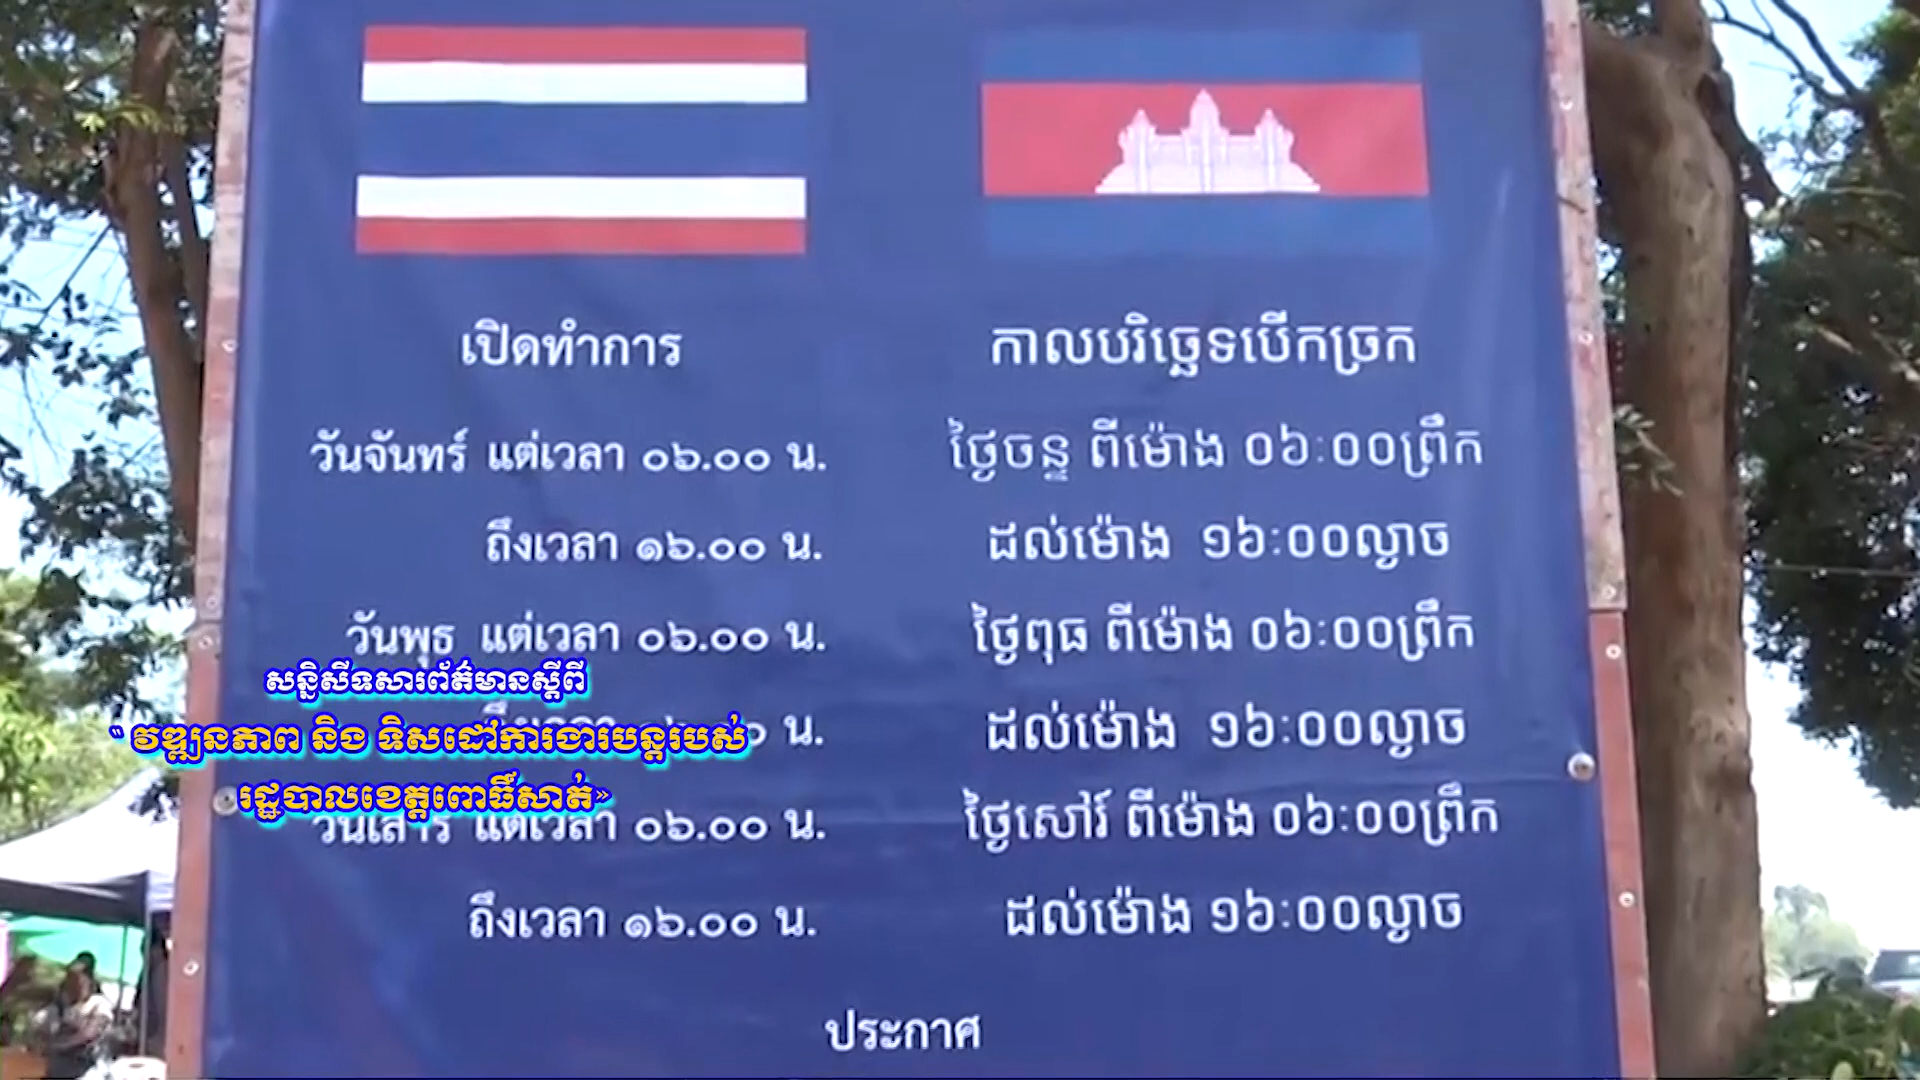 เปิดทำการ
កាលបរិច្ឆេទបើកច្រក
วันจันทร์ แต่เวลา ๐๖.๐๐ น.
ថ្ងៃចន្ទ ពីម៉ោង ០៦:០០ព្រឹក
ถึงเวลา ๑๖.๐๐ น.
ដល់ម៉ោង ១៦:០០ល្ងាច
วันพุธ แต่เวลา ๐๖.๐๐ น.
ថ្ងៃពុធ ពីម៉ោង ០៦:០០ព្រឹក
សន្និសីទសារព័ត៌មានស្តីពី
น.
ដល់ម៉ោង ១៦:០០ល្ងាច
" វឌ្ឍនភាព និង ទិសដៅការងារបន្តរបស់
រដ្ឋបាលខេត្តពោធិ៍សាត់»
วันเสาร์ แต่เวลา ๐๖.๐๐ น.
ថ្ងៃសៅរ៍ ពីម៉ោង ០៦:០០ព្រឹក
ถึงเวลา ๑๖.๐๐ น.
ដល់ម៉ោង ១៦:០០ល្ងាច
ประกาศ